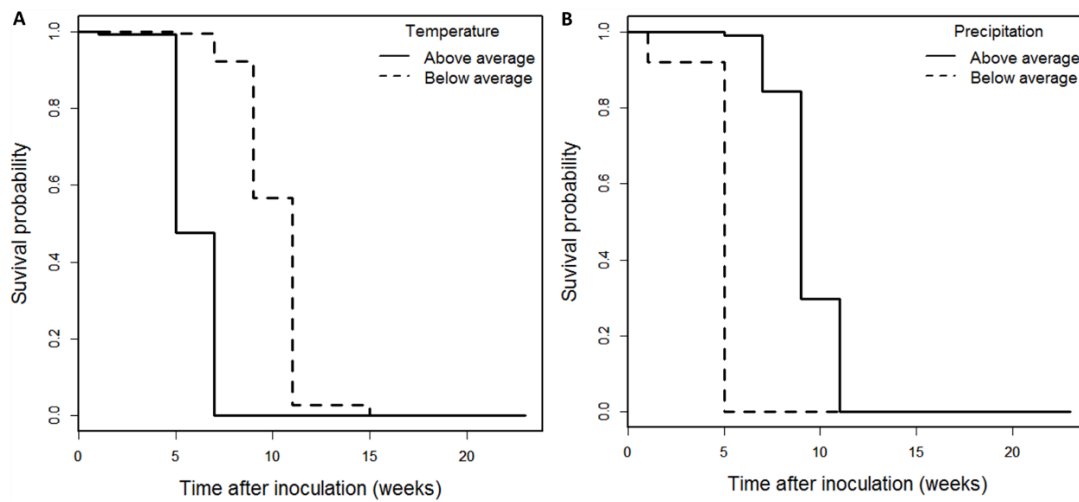 A
Temperature
Above average
Below average
Suvival probability
0.0 0.2 0.4 0.6 0.8 1.0
0 5 10 15 20
Time after inoculation (weeks)
B
Precipitation
Above average
Below average
Suvival probability
0.0 0.2 0.4 0.6 0.8 1.0
0 5 10 15 20
Time after inoculation (weeks)